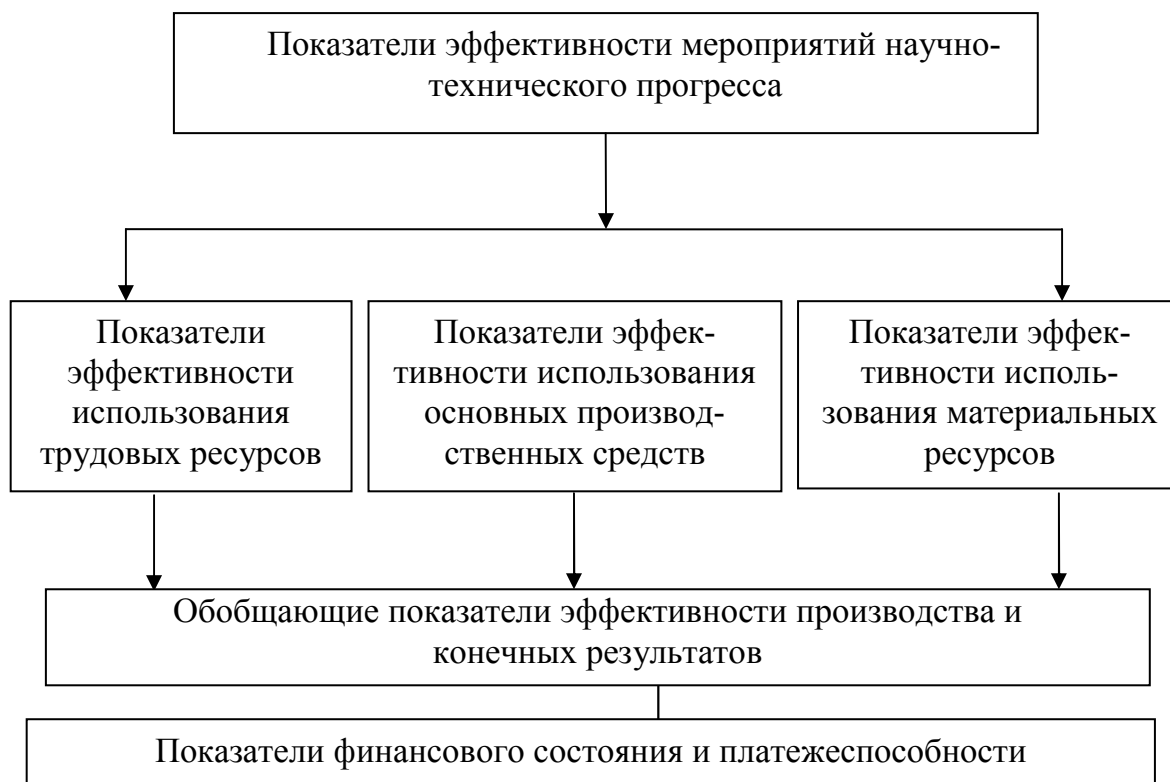 Показатели эффективности мероприятий научно-
технического прогресса
Показатели
эффективности
использования
трудовых ресурсов
Показатели эффек-
тивности использования
основных производ-
ственных средств
Показатели эффек-
тивности исполь-
зования материальных
ресурсов
Обобщающие показатели эффективности производства и
конечных результатов
Показатели финансового состояния и платежеспособности